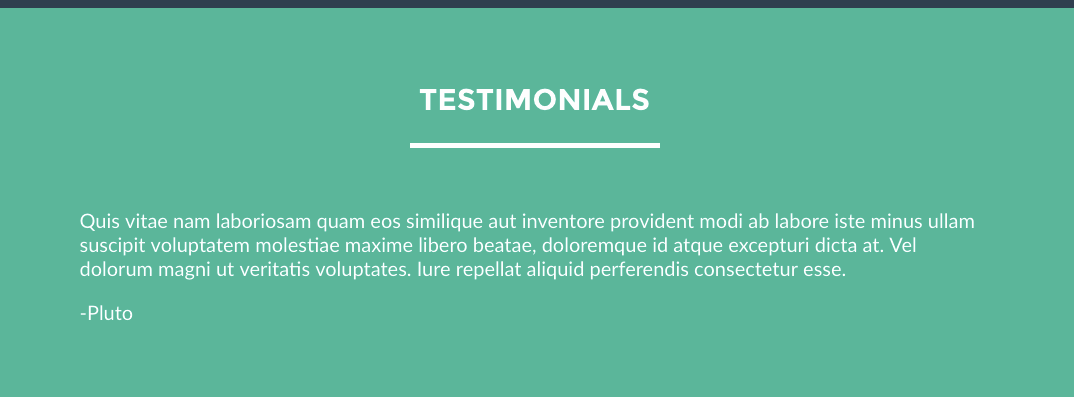 TESTIMONIALS
Quis vitae nam laboriosam quam eos similique aut inventore provident modi ab labore iste minus ullam
suscipit voluptatem molestiae maxime libero beatae, doloremque id atque excepturi dicta at. Vel
dolorum magni ut veritatis voluptates. Iure repellat aliquid perferendis consectetur esse.
-Pluto